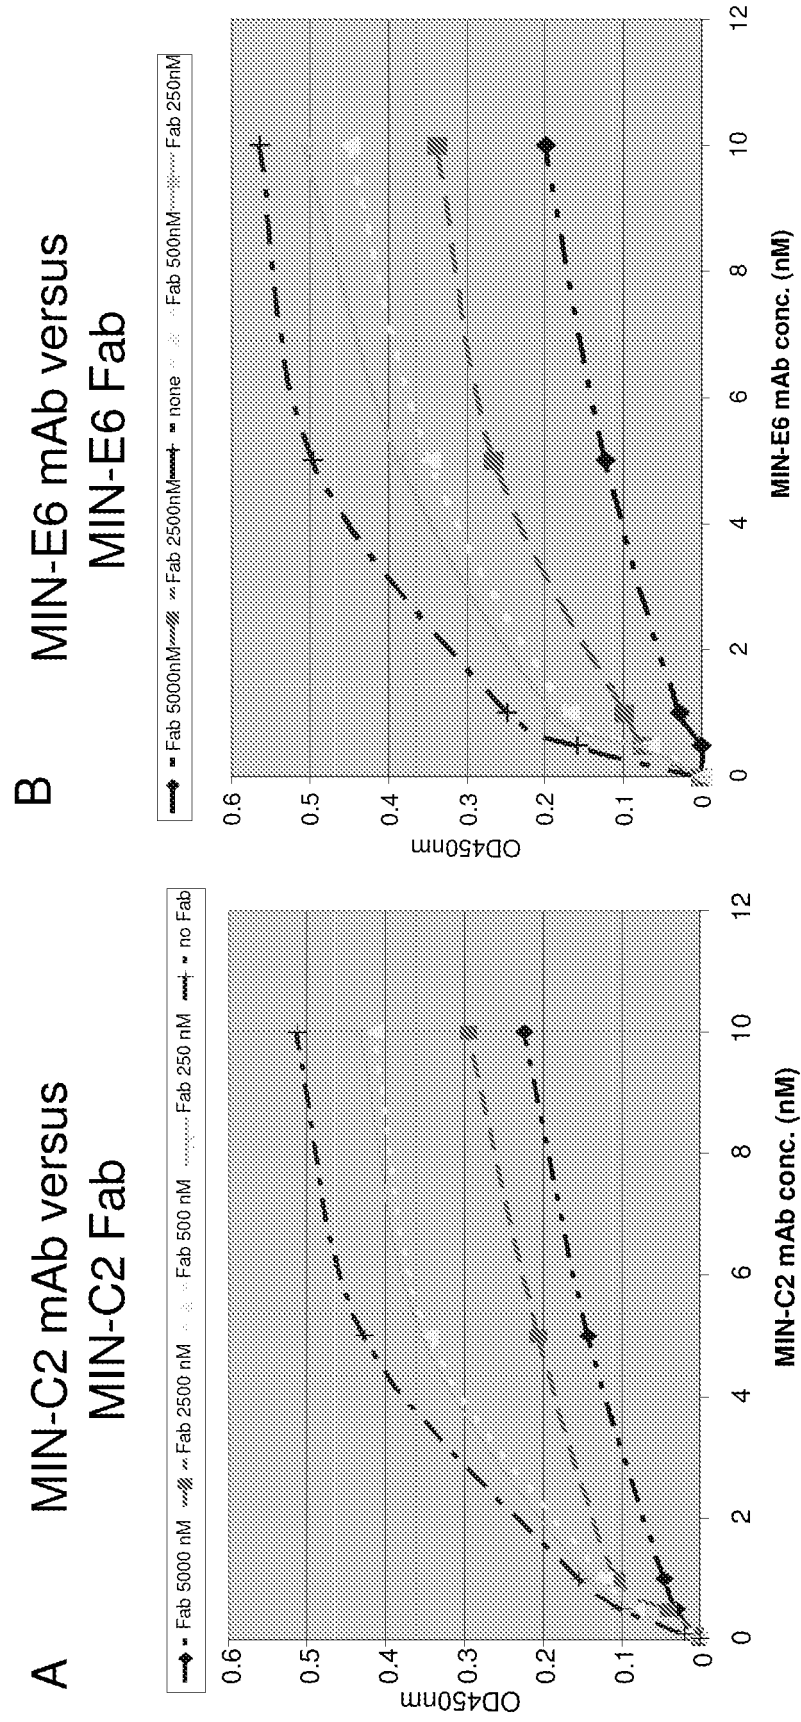 A
MIN-C2 mAb versus
MIN-C2 Fab
Fab 5000 nM Fab 2500 nM Fab 500 nM Fab 250 nM no Fab
0.6
0.5
0.4
0.3
0.2
0.1
0
OD450nm
0 2 4 6 8 10 12
MIN-C2 mAb conc. (nM)
B
MIN-E6 mAb versus
MIN-E6 Fab
Fab 5000nM Fab 2500nM none Fab 500nM Fab 250nM
0.6
0.5
0.4
0.3
0.2
0.1
0
OD450nm
0 2 4 6 8 10 12
MIN-E6 mAb conc. (nM)